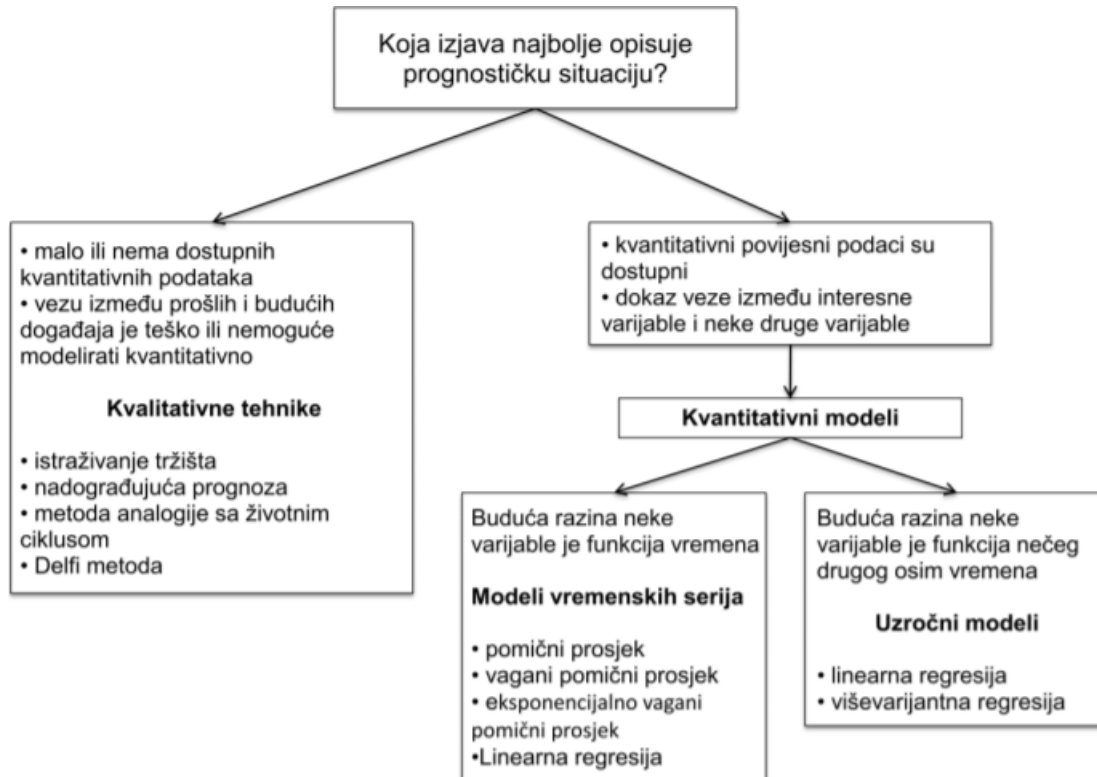 Koja izjava najbolje opisuje
prognostičku situaciju?
• malo ili nema dostupnih
kvantitativnih podataka
• vezu između prošlih i budućih
događaja je teško ili nemoguće
modelirati kvantitativno
Kvalitativne tehnike
• istraživanje tržišta
• nadograđujuća prognoza
• metoda analogije sa životnim
ciklusom
• Delfi metoda
• kvantitativni povijesni podaci su
dostupni
• dokaz veze između interesne
varijable i neke druge varijable
Kvantitativni modeli
Buduća razina neke
varijable je funkcija vremena
Modeli vremenskih serija
• pomični prosjek
• vagani pomični prosjek
• eksponencijalno vagani
pomični prosjek
•Linearna regresija
Buduća razina neke
varijable je funkcija nečeg
drugog osim vremena
Uzročni modeli
• linearna regresija
• viševarijantna regresija